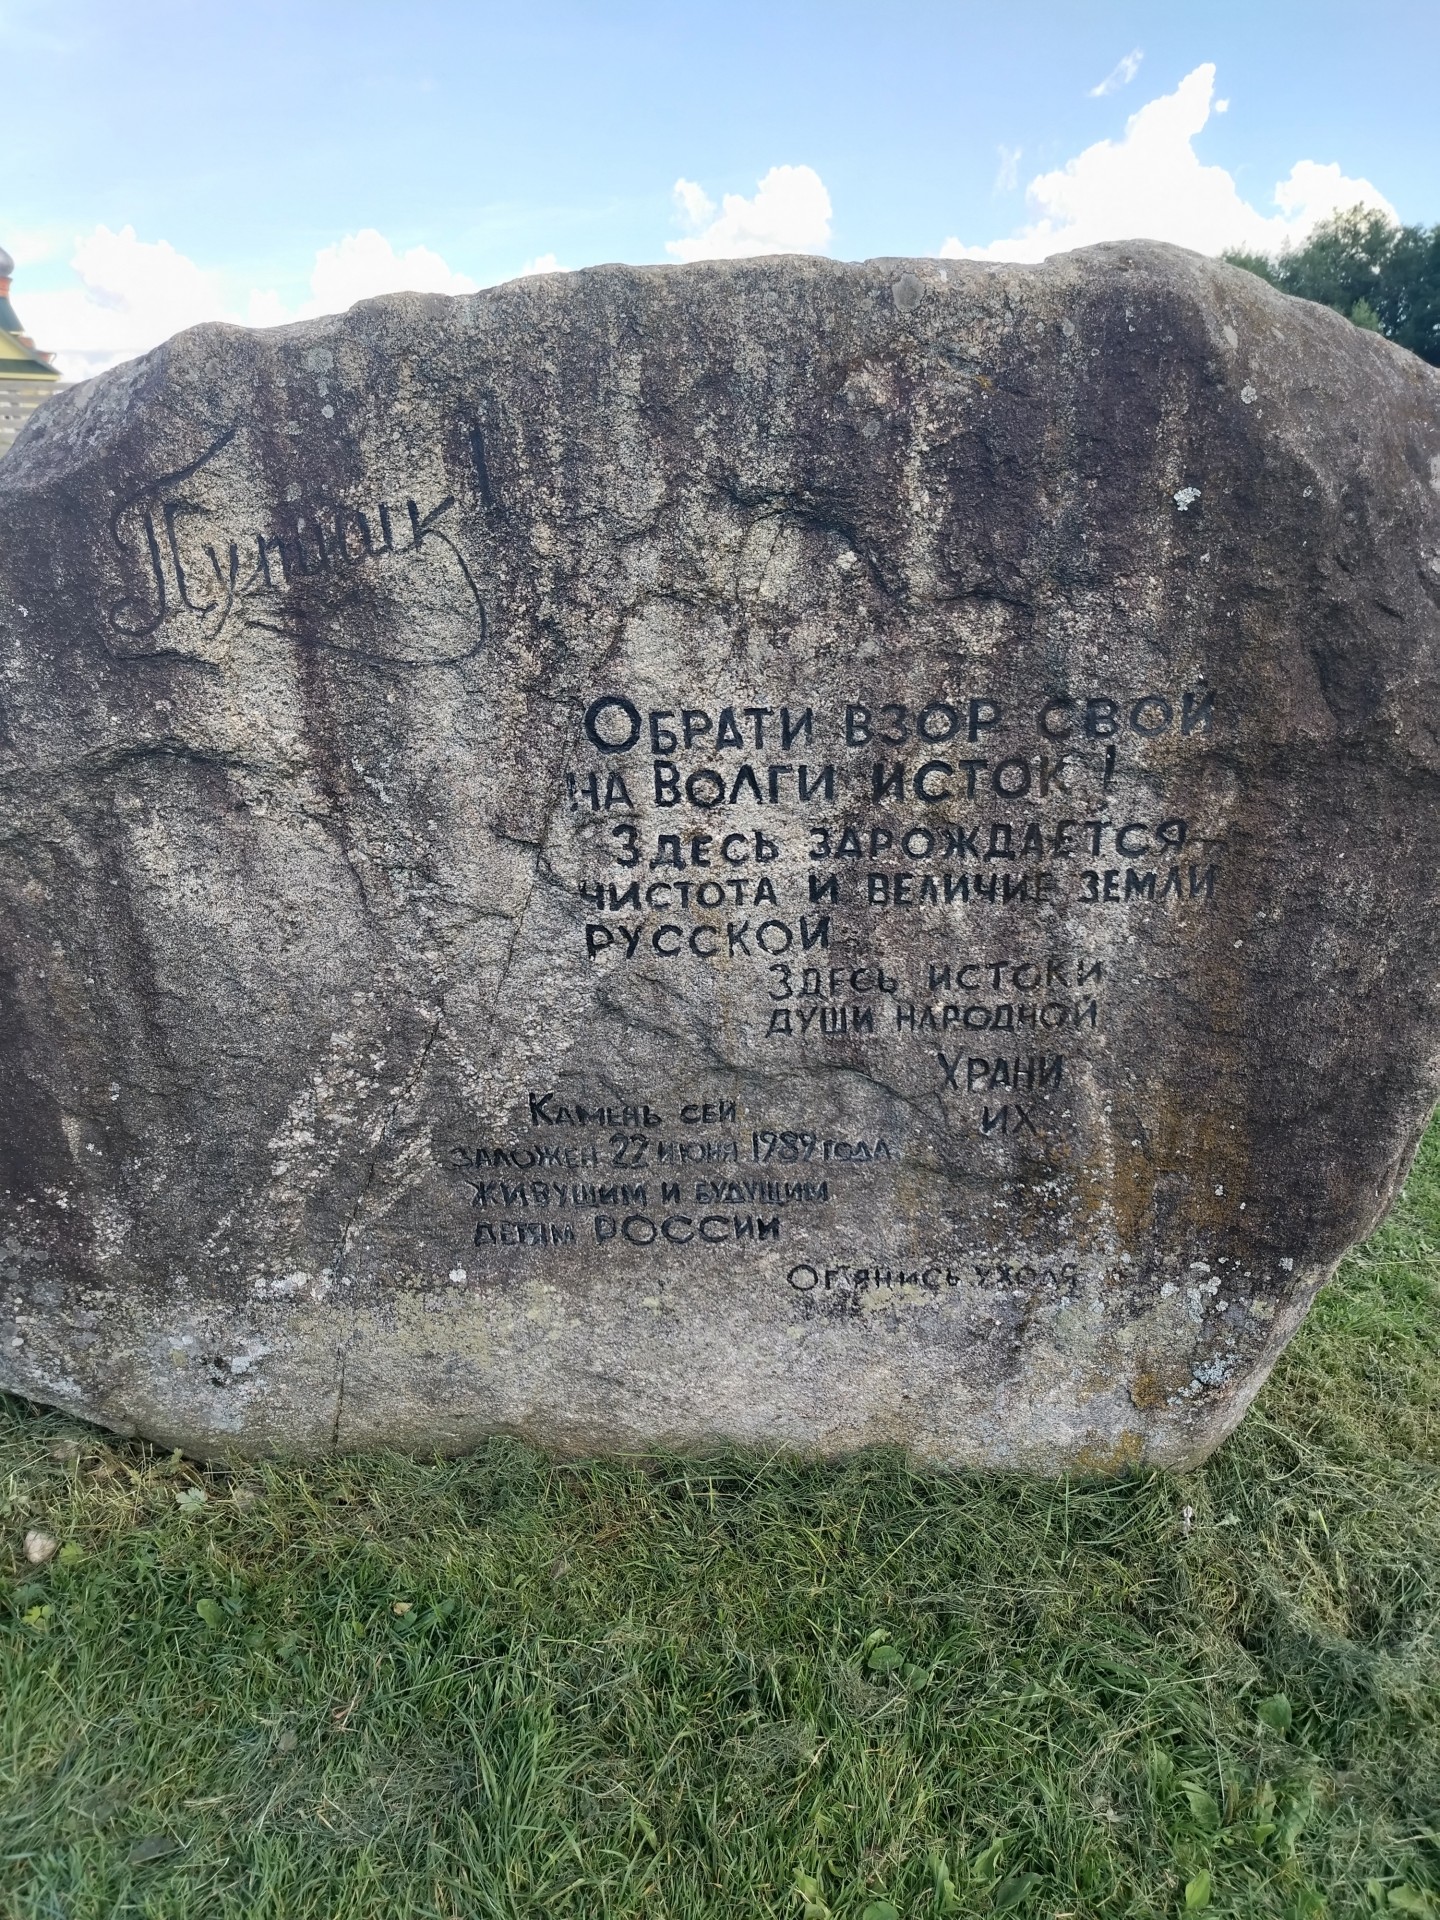 Путник!
Обрати взор свой
на Волги исток!
Здесь зарождается
чистота и величие земли
русской
Здесь истоки
души народной
Храни
их
Камень сей
заложен 22 июня 1989 года
живущим и будущим
детям России
Оглянись уходя